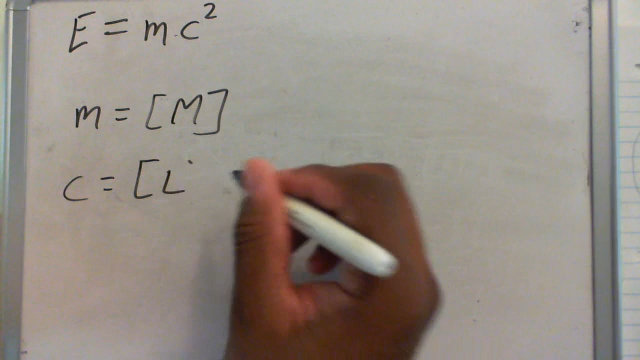 E = mc²
m = [M]
c = [L